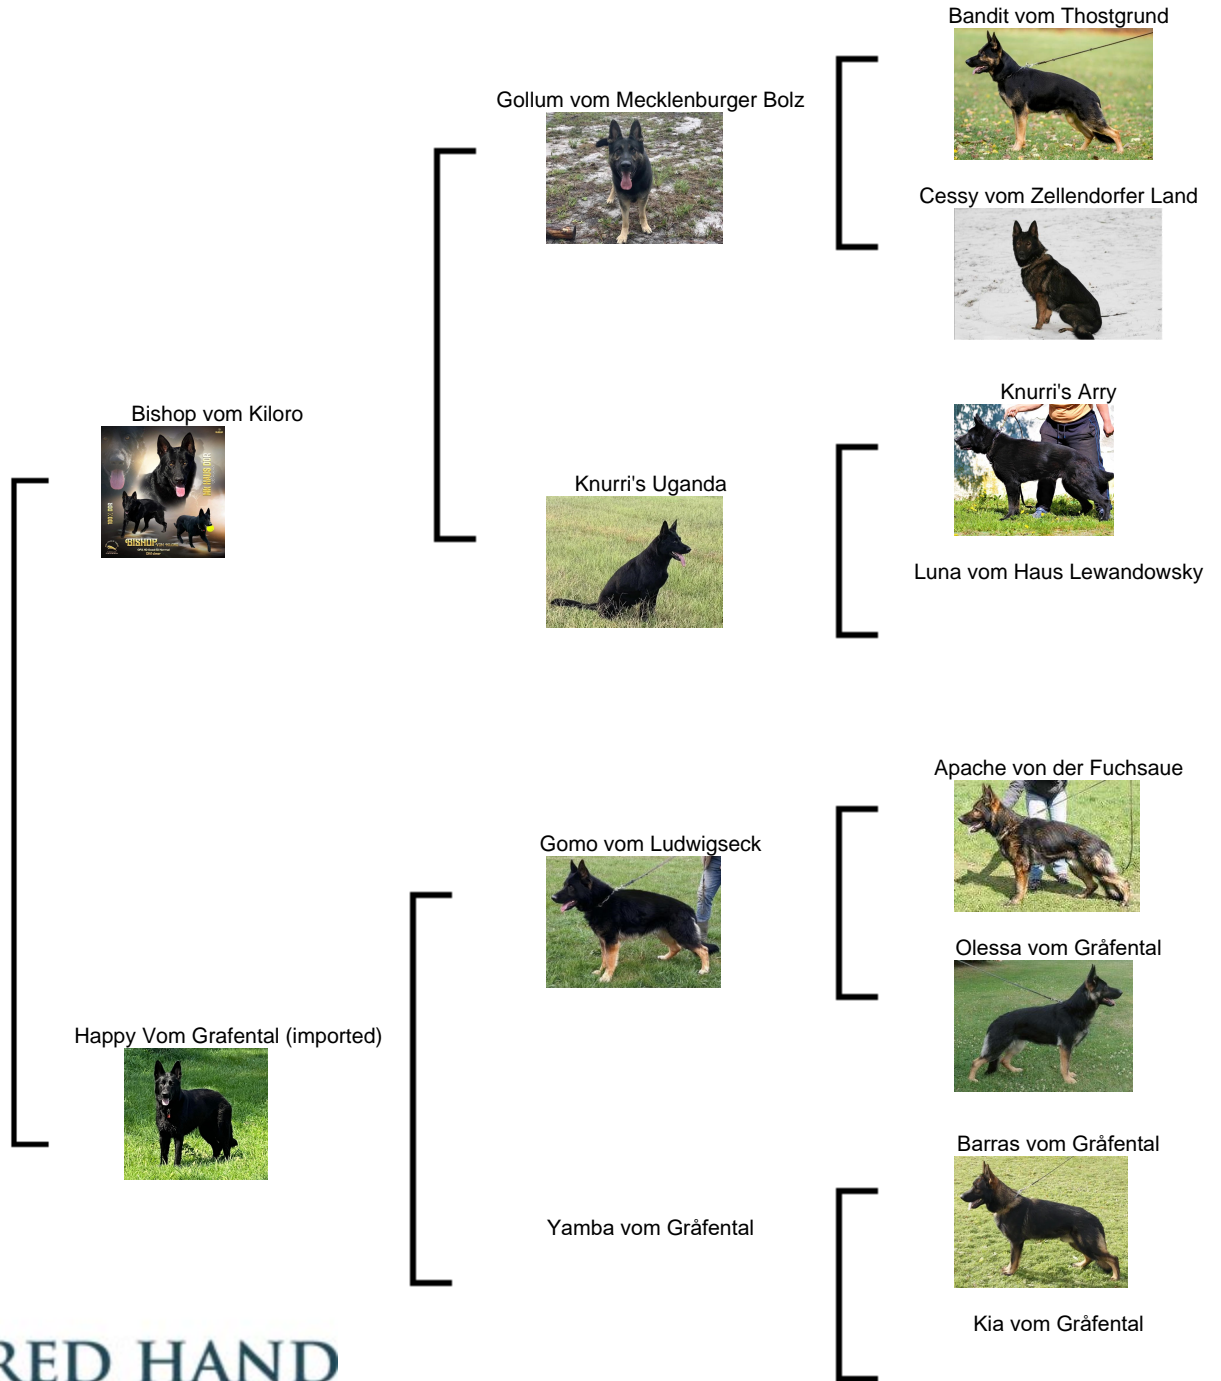 Bandit vom Thostgrund
Gollum vom Mecklenburger Bolz
Cessy vom Zellendorfer Land
Knurri's Arry
Bishop vom Kiloro
BISHOP
Knurri's Uganda
Luna vom Haus Lewandowsky
Apache von der Fuchsaue
Gomo vom Ludwigseck
Olessa vom Gråfental
Happy Vom Grafental (imported)
Barras vom Gråfental
Yamba vom Gråfental
Kia vom Gråfental
RED HAND